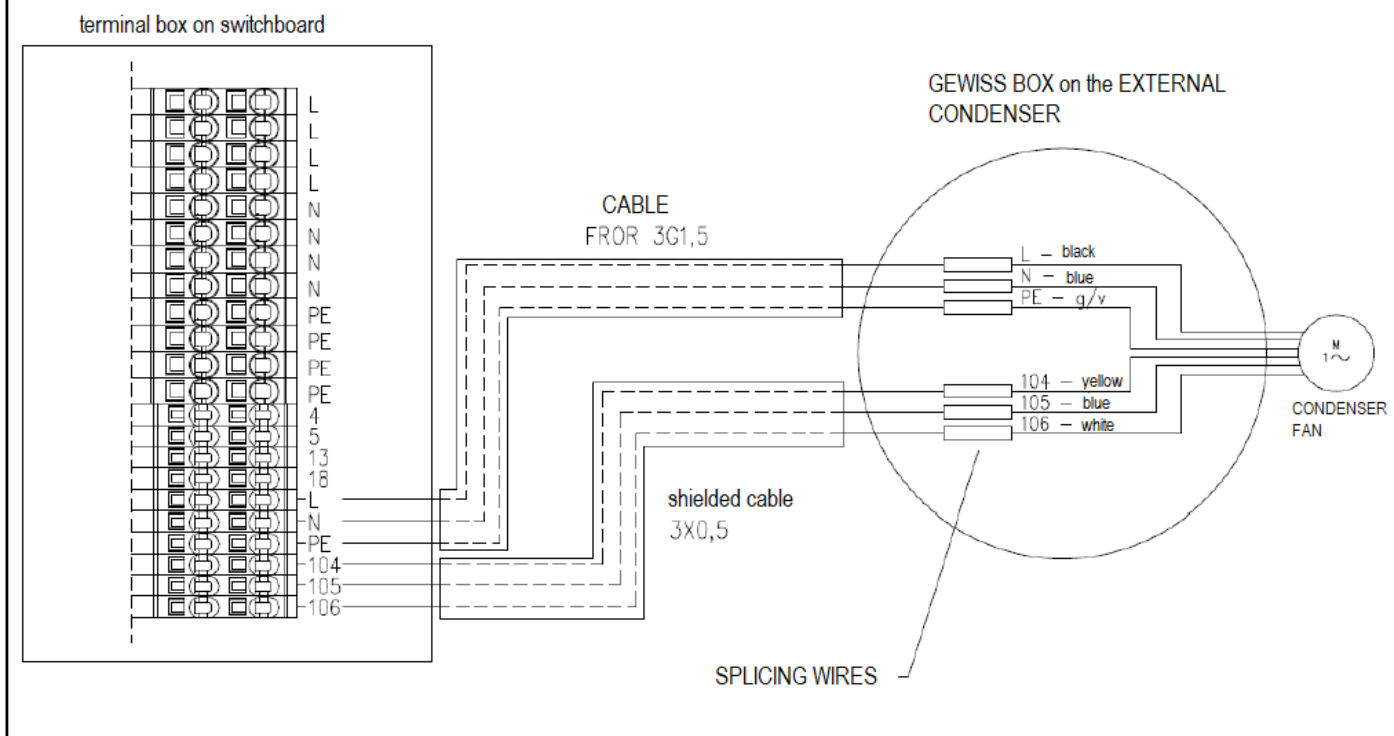 terminal box on switchboard
L
L
L
L
N
N
N
N
PE
PE
PE
PE
4
5
13
18
L
N
PE
104
105
106
CABLE
FROR 3G1,5
shielded cable
3X0,5
GEWISS BOX on the EXTERNAL
CONDENSER
L – black
N – blue
PE – g/v
104 – yellow
105 – blue
106 – white
M
1~
CONDENSER
FAN
SPLICING WIRES